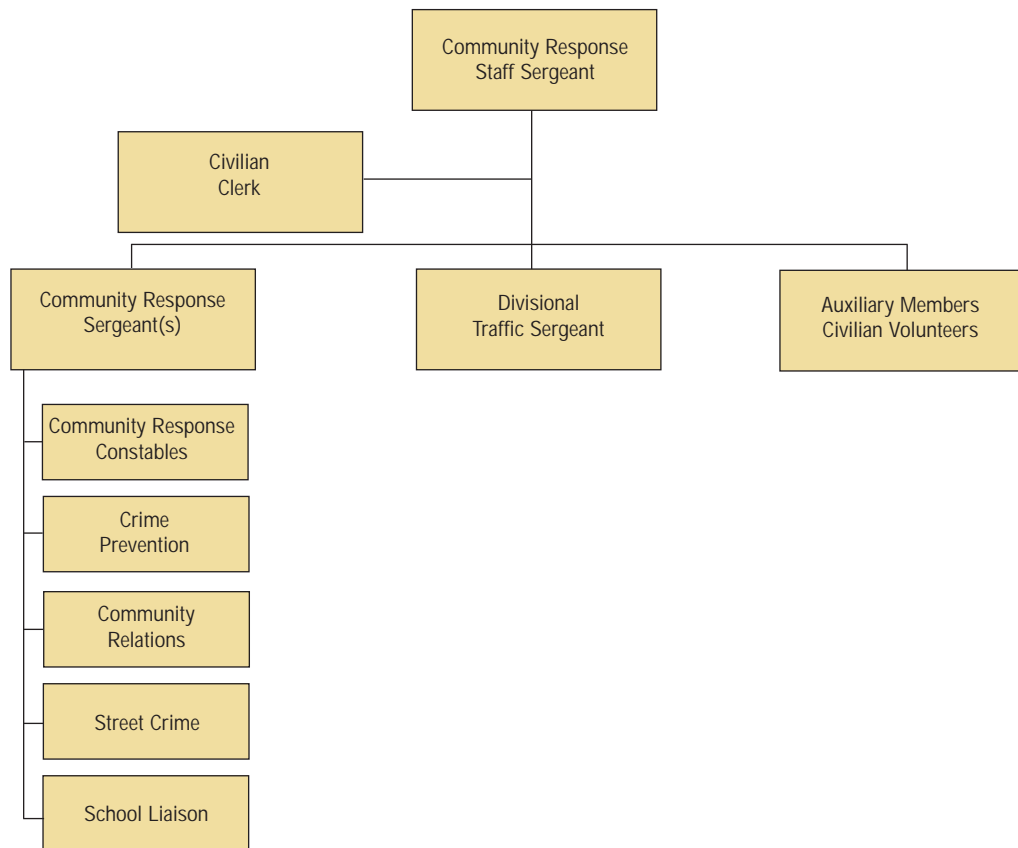 Community Response
Staff Sergeant
Civilian
Clerk
Community Response
Sergeant(s)
Divisional
Traffic Sergeant
Auxiliary Members
Civilian Volunteers
Community Response
Constables
Crime
Prevention
Community
Relations
Street Crime
School Liaison